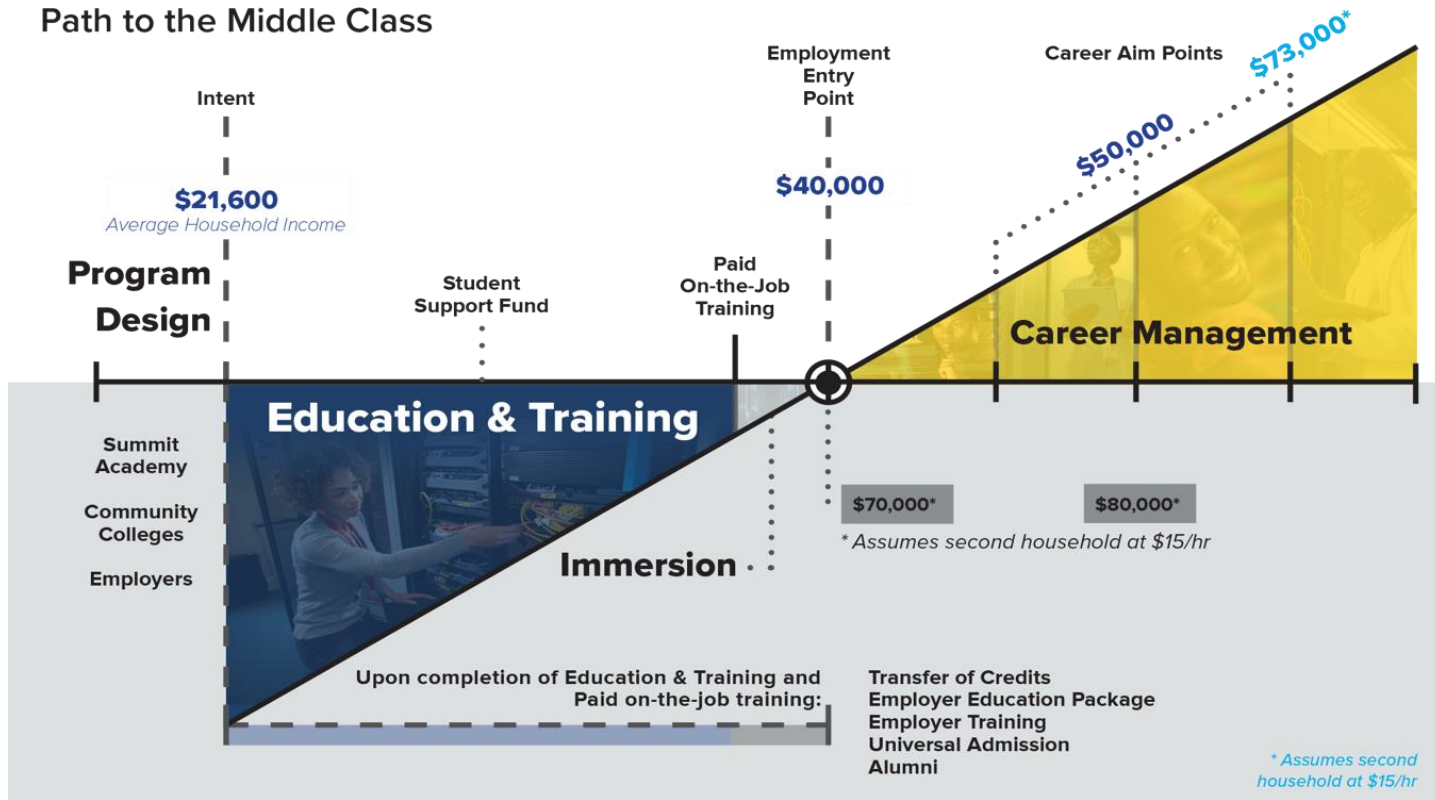 Path to the Middle Class
Intent
$21,600
Average Household Income
Program
Design
Student
Support Fund
Paid
On-the-Job
Training
Employment
Entry
Point
$40,000
Career Aim Points
$50,000
$73,000*
Career Management
Education & Training
Summit
Academy
Community
Colleges
Employers
Immersion
$70,000*
$80,000*
* Assumes second household at $15/hr
Upon completion of Education & Training and
Paid on-the-job training:
Transfer of Credits
Employer Education Package
Employer Training
Universal Admission
Alumni
* Assumes second
household at $15/hr